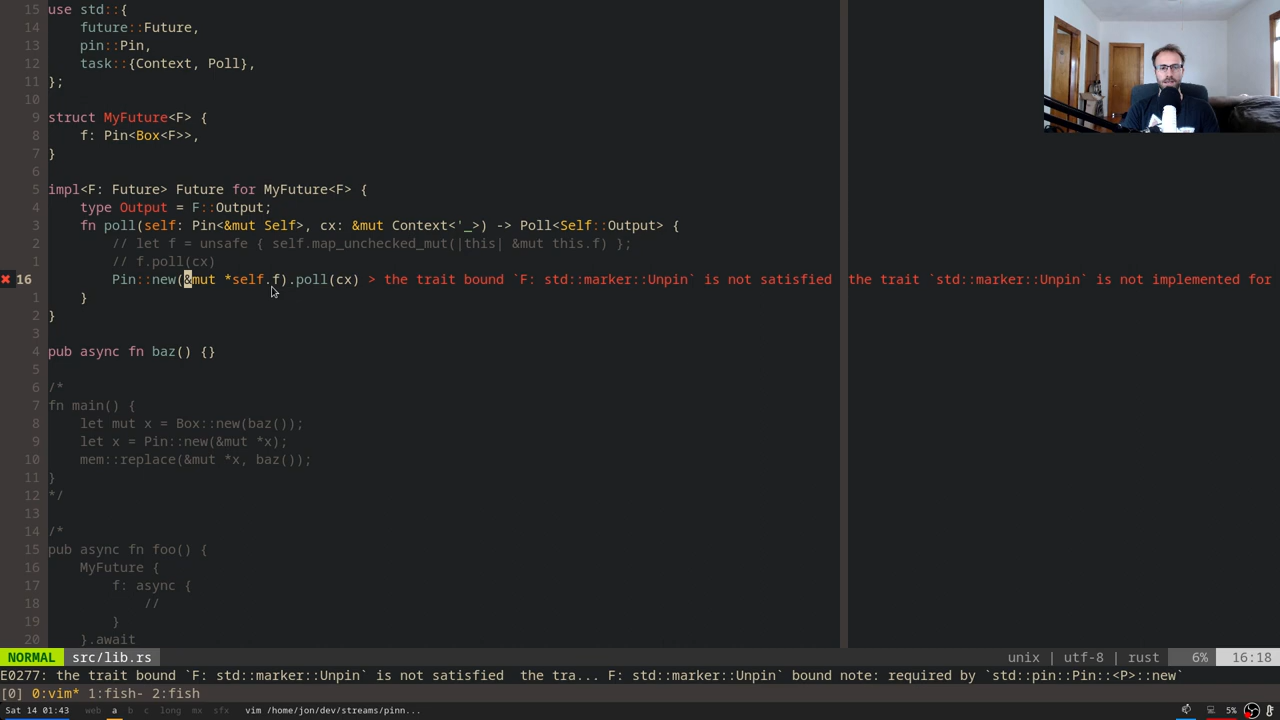 15 use std::{
14     future::Future,
13     pin::Pin,
12     task::{Context, Poll},
11 };
10
9 struct MyFuture<F> {
8     f: Pin<Box<F>>,
7 }
6
5 impl<F: Future> Future for MyFuture<F> {
4     type Output = F::Output;
3     fn poll(self: Pin<&mut Self>, cx: &mut Context<'_>) -> Poll<Self::Output> {
2         // let f = unsafe { self.map_unchecked_mut(|this| &mut this.f) };
1         // f.poll(cx)
✖ 16         Pin::new(&mut *self.f).poll(cx) > the trait bound `F: std::marker::Unpin` is not satisfied the trait `std::marker::Unpin` is not implemented for
1     }
2 }
3
4 pub async fn baz() {}
5
6 /*
7 fn main() {
8     let mut x = Box::new(baz());
9     let x = Pin::new(&mut *x);
10     mem::replace(&mut *x, baz());
11 }
12 */
13
14 /*
15 pub async fn foo() {
16     MyFuture {
17         f: async {
18             //
19         }
20     }.await
NORMAL src/lib.rs unix | utf-8 | rust 6% 16:18
E0277: the trait bound `F: std::marker::Unpin` is not satisfied  the tra... F: std::marker::Unpin` bound note: required by `std::pin::Pin::<P>::new`
[0] 0:vim* 1:fish- 2:fish
Sat 14 01:43 web a b c long mx sfx vim /home/jon/dev/streams/pinn... 5%